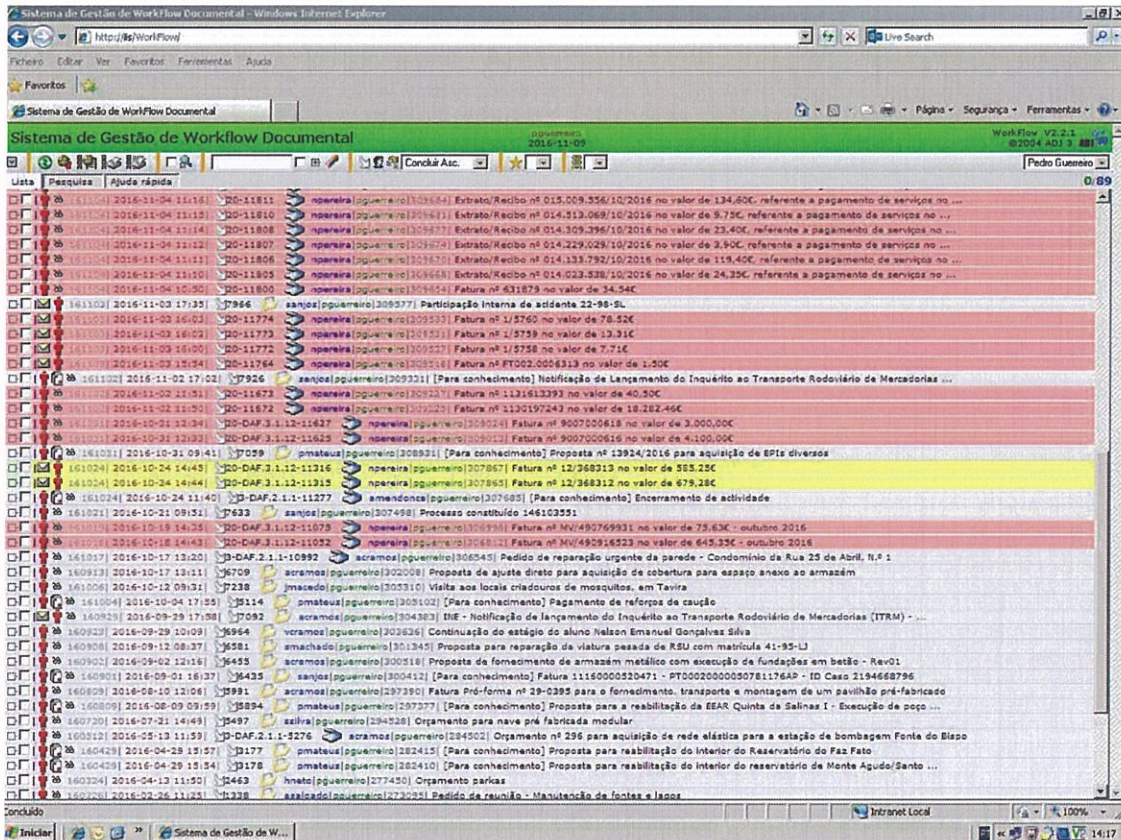 Sistema de Gestão de WorkFlow Documental - Windows Internet Explorer
http://iis/WorkFlow/
Live Search
Ficheiro Editar Ver Favoritos Ferramentas Ajuda
Favoritos
Sistema de Gestão de WorkFlow Documental
Página Segurança Ferramentas
Sistema de Gestão de Workflow Documental
pguerreiro
2016-11-09
WorkFlow V2.2.1
©2004 ADJ 3
Concluir Asc.
Pedro Guerreiro
Lista Pesquisa Ajuda rápida
0/89
161104| 2016-11-04 11:16| 20-11811 npereira|pguerreiro|309684| Extrato/Recibo nº 015.009.556/10/2016 no valor de 134,60€, referente a pagamento de serviços no ...
2016-11-04 11:15| 20-11810 npereira|pguerreiro|309681| Extrato/Recibo nº 014.513.069/10/2016 no valor de 9.75€, referente a pagamento de serviços no ...
2016-11-04 11:14| 20-11808 npereira|pguerreiro|309677| Extrato/Recibo nº 014.309.396/10/2016 no valor de 23,40€, referente a pagamento de serviços no ...
2016-11-04 11:12| 20-11807 npereira|pguerreiro|309674| Extrato/Recibo nº 014.229.029/10/2016 no valor de 3,90€, referente a pagamento de serviços no ...
2016-11-04 11:11| 20-11806 npereira|pguerreiro|309670| Extrato/Recibo nº 014.133.792/10/2016 no valor de 119,40€, referente a pagamento de serviços no ...
2016-11-04 11:10| 20-11805 npereira|pguerreiro|309668| Extrato/Recibo nº 014.023.538/10/2016 no valor de 24,35€, referente a pagamento de serviços no ...
2016-11-04 10:50| 20-11800 npereira|pguerreiro|309654| Fatura nº 631879 no valor de 34.54€
161103| 2016-11-03 17:35| 7966 sanjos|pguerreiro|309577| Participação Interna de acidente 22-98-SL
161103| 2016-11-03 16:03| 20-11774 npereira|pguerreiro|309533| Fatura nº 1/5760 no valor de 78.52€
161103| 2016-11-03 16:02| 20-11773 npereira|pguerreiro|309531| Fatura nº 1/5759 no valor de 13.31€
161103| 2016-11-03 16:00| 20-11772 npereira|pguerreiro|309527| Fatura nº 1/5758 no valor de 7.71€
2016-11-03 15:54| 20-11764 npereira|pguerreiro|309516| Fatura nº FT002.0006313 no valor de 1.50€
161102| 2016-11-02 17:02| 7926 sanjos|pguerreiro|309331| [Para conhecimento] Notificação de Lançamento do Inquérito ao Transporte Rodoviário de Mercadorias ...
2016-11-02 11:51| 20-11673 npereira|pguerreiro|309227| Fatura nº 1131613393 no valor de 40,50€
2016-11-02 11:50| 20-11672 npereira|pguerreiro|309225| Fatura nº 1130197243 no valor de 18.282,46€
161031| 2016-10-31 12:34| 20-DAF.3.1.12-11627 npereira|pguerreiro|309024| Fatura nº 9007000618 no valor de 3.000,00€
161031| 2016-10-31 12:33| 20-DAF.3.1.12-11625 npereira|pguerreiro|309013| Fatura nº 9007000616 no valor de 4.100,00€
161031| 2016-10-31 09:41| 7059 pmateus|pguerreiro|308931| [Para conhecimento] Proposta nº 13924/2016 para aquisição de EPIs diversos
161024| 2016-10-24 14:45| 20-DAF.3.1.12-11316 npereira|pguerreiro|307867| Fatura nº 12/368313 no valor de 585.25€
161024| 2016-10-24 14:44| 20-DAF.3.1.12-11315 npereira|pguerreiro|307865| Fatura nº 12/368312 no valor de 679,28€
161024| 2016-10-24 11:40| 3-DAF.2.1.1-11277 amendonca|pguerreiro|307685| [Para conhecimento] Encerramento de actividade
161021| 2016-10-21 09:51| 7633 sanjos|pguerreiro|307498| Processo constituído 146103551
161019| 2016-10-18 14:35| 20-DAF.3.1.12-11075 npereira|pguerreiro|306996| Fatura nº MV/490769931 no valor de 75,63€ - outubro 2016
161018| 2016-10-18 14:43| 20-DAF.3.1.12-11052 npereira|pguerreiro|306812| Fatura nº MV/490916523 no valor de 645.35€ - outubro 2016
161017| 2016-10-17 13:20| 3-DAF.2.1.1-10992 acramos|pguerreiro|306545| Pedido de reparação urgente da parede - Condomínio da Rua 25 de Abril, N.º 1
160913| 2016-10-17 13:11| 6709 acramos|pguerreiro|302008| Proposta de ajuste direto para aquisição de cobertura para espaço anexo ao armazém
161006| 2016-10-12 09:31| 7238 jmacedo|pguerreiro|305310| Visita aos locais criadouros de mosquitos, em Tavira
161004| 2016-10-04 17:55| 5114 pmateus|pguerreiro|305102| [Para conhecimento] Pagamento de reforços de caução
160929| 2016-09-29 17:58| 7092 acramos|pguerreiro|304383| INE - Notificação de lançamento do Inquérito ao Transporte Rodoviário de Mercadorias (ITRM) - ...
160923| 2016-09-29 10:09| 6964 vcramos|pguerreiro|303636| Continuação do estágio do aluno Nelson Emanuel Gonçalves Silva
160908| 2016-09-12 08:37| 6581 smachado|pguerreiro|301345| Proposta para reparação da viatura pesada de RSU com matrícula 41-95-LJ
160902| 2016-09-02 12:16| 6455 acramos|pguerreiro|300518| Proposta de fornecimento de armazém metálico com execução de fundações em betão - Rev01
160901| 2016-09-01 16:37| 6435 sanjos|pguerreiro|300412| [Para conhecimento] Fatura 11160000520471 - PT0002000050781176AP - ID Caso 2194668796
160809| 2016-08-10 12:06| 5991 acramos|pguerreiro|297390| Fatura Pró-forma nº 29-0395 para o fornecimento, transporte e montagem de um pavilhão pré-fabricado
160809| 2016-08-09 09:59| 5894 pmateus|pguerreiro|297377| [Para conhecimento] Proposta para a reabilitação da EEAR Quinta da Salinas I - Execução de poço ...
160720| 2016-07-21 14:49| 5497 szilva|pguerreiro|294528| Orçamento para nave pré fabricada modular
160512| 2016-05-13 11:59| 3-DAF.2.1.1-5276 acramos|pguerreiro|284502| Orçamento nº 296 para aquisição de rede elástica para a estação de bombagem Fonte do Bispo
160429| 2016-04-29 15:57| 3177 pmateus|pguerreiro|282415| [Para conhecimento] Proposta para reabilitação do interior do Reservatório do Faz Fato
160429| 2016-04-29 15:54| 3178 pmateus|pguerreiro|282410| [Para conhecimento] Proposta para reabilitação do interior do reservatório de Monte Agudo/Santo ...
160324| 2016-04-13 11:50| 2463 hneto|pguerreiro|277450| Orçamento parkas
160226| 2016-02-26 11:25| 1338 asalgado|pguerreiro|273095| Pedido de reunião - Manutenção de fontes e lagos
Concluído
Intranet Local
100%
Iniciar
Sistema de Gestão de W...
14:17